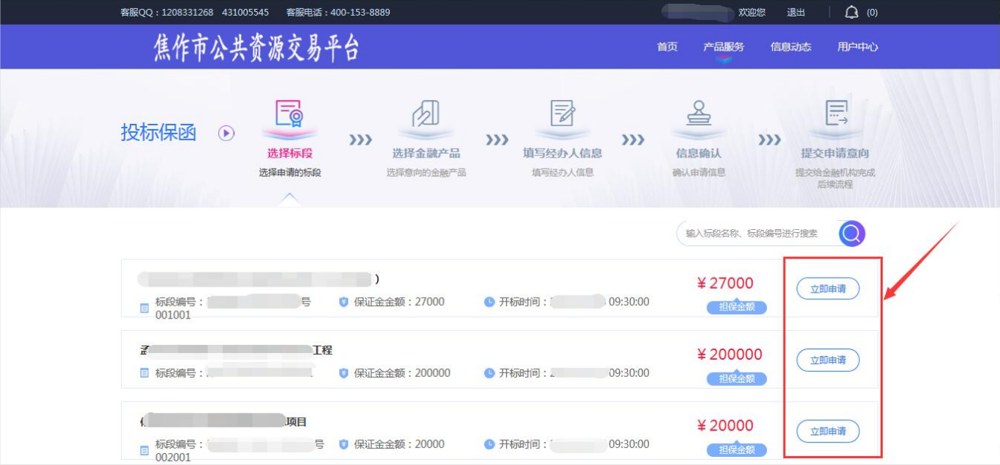 客服QQ：1208331268 431005545 客服电话：400-153-8889 欢迎您 退出 (0)
焦作市公共资源交易平台 首页 产品服务 信息动态 用户中心
投标保函
选择标段 选择金融产品 填写经办人信息 信息确认 提交申请意向
选择申请的标段 选择意向的金融产品 填写经办人信息 确认申请信息 提交给金融机构完成
后续流程
输入标段名称、标段编号进行搜索
)
¥27000
立即申请
标段编号： 号 保证金金额：27000 开标时间： 09:30:00
担保金额
001001
孟 工程
¥200000
立即申请
标段编号： 保证金金额：200000 开标时间：2 09:30:00
担保金额
项目
¥20000
立即申请
标段编号： 号 保证金金额：20000 开标时间： 09:30:00
担保金额
002001